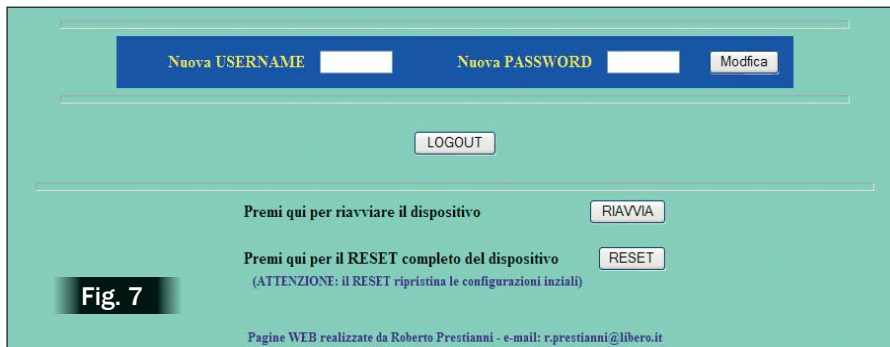 Nuova USERNAME Nuova PASSWORD Modfica
LOGOUT
Premi qui per riavviare il dispositivo RIAVVIA
Premi qui per il RESET completo del dispositivo RESET
(ATTENZIONE: il RESET ripristina le configurazioni inziali)
Fig. 7
Pagine WEB realizzate da Roberto Prestianni - e-mail: r.prestianni@libero.it